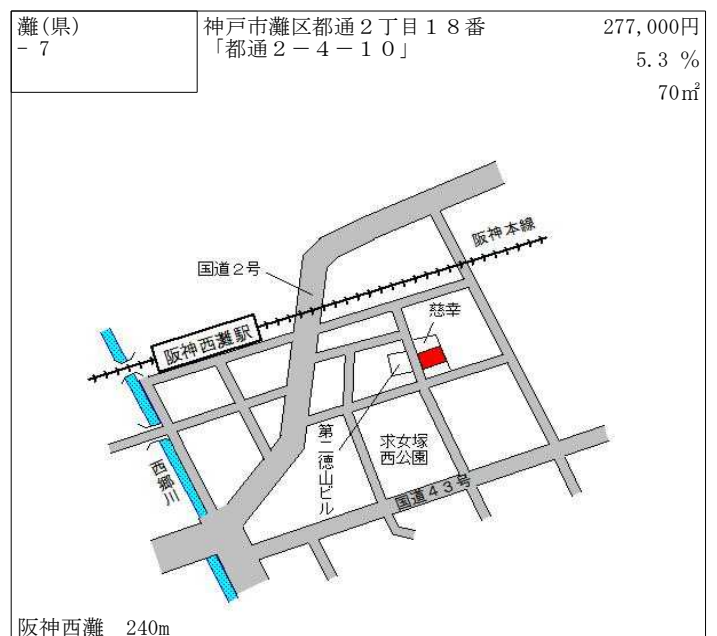 灘(県)
- 7
神戸市灘区都通２丁目１８番
「都通２－４－１０」
277,000円
5.3 %
70㎡
阪神本線
国道２号
慈幸
阪神西灘駅
第二徳山ビル
求女塚
西公園
西郷川
国道４３号
阪神西灘 240m